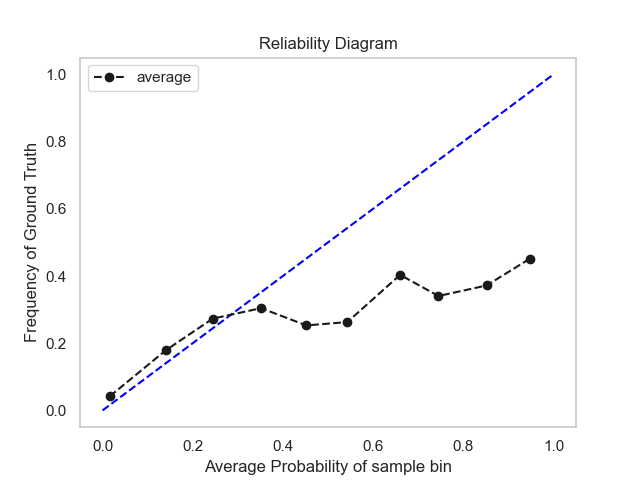 Reliability Diagram
average
Frequency of Ground Truth
1.0
0.8
0.6
0.4
0.2
0.0
0.0 0.2 0.4 0.6 0.8 1.0
Average Probability of sample bin